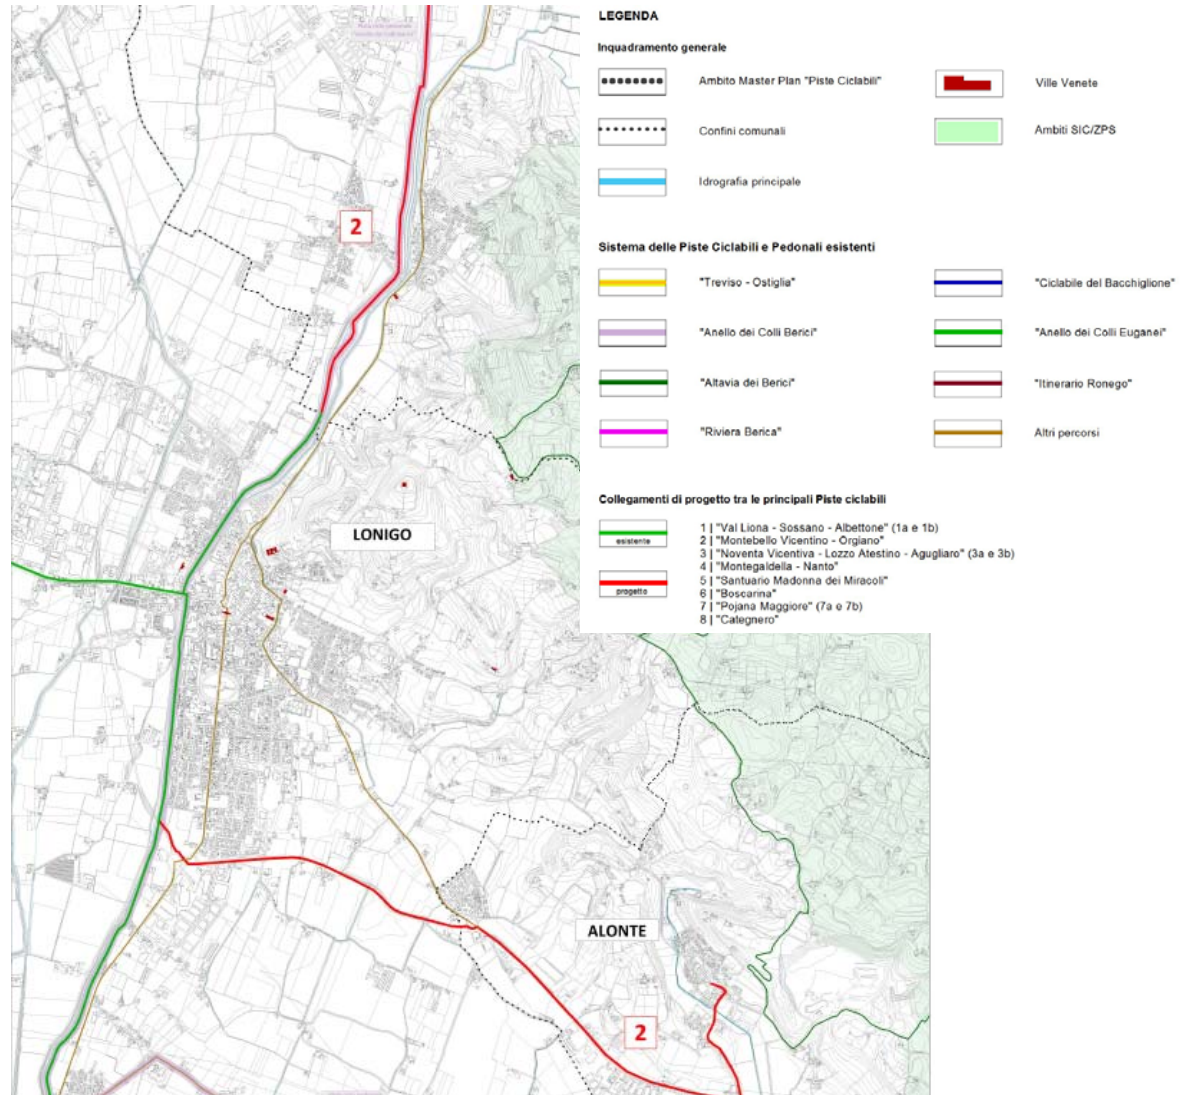 LEGENDA
Inquadramento generale
Ambito Master Plan "Piste Ciclabili"
Ville Venete
Confini comunali
Ambiti SIC/ZPS
Idrografia principale
Sistema delle Piste Ciclabili e Pedonali esistenti
"Treviso - Ostiglia"
"Ciclabile del Bacchiglione"
"Anello dei Colli Berici"
"Anello dei Colli Euganei"
"Altavia dei Berici"
"Itinerario Ronego"
"Riviera Berica"
Altri percorsi
Collegamenti di progetto tra le principali Piste ciclabili
esistente
progetto
1 | "Val Liona - Sossano - Albettone" (1a e 1b)
2 | "Montebello Vicentino - Orgiano"
3 | "Noventa Vicentiva - Lozzo Atestino - Agugliaro" (3a e 3b)
4 | "Montegaldella - Nanto"
5 | "Santuario Madonna dei Miracoli"
6 | "Boscarina"
7 | "Pojana Maggiore" (7a e 7b)
8 | "Categnero"
2
LONIGO
ALONTE
2